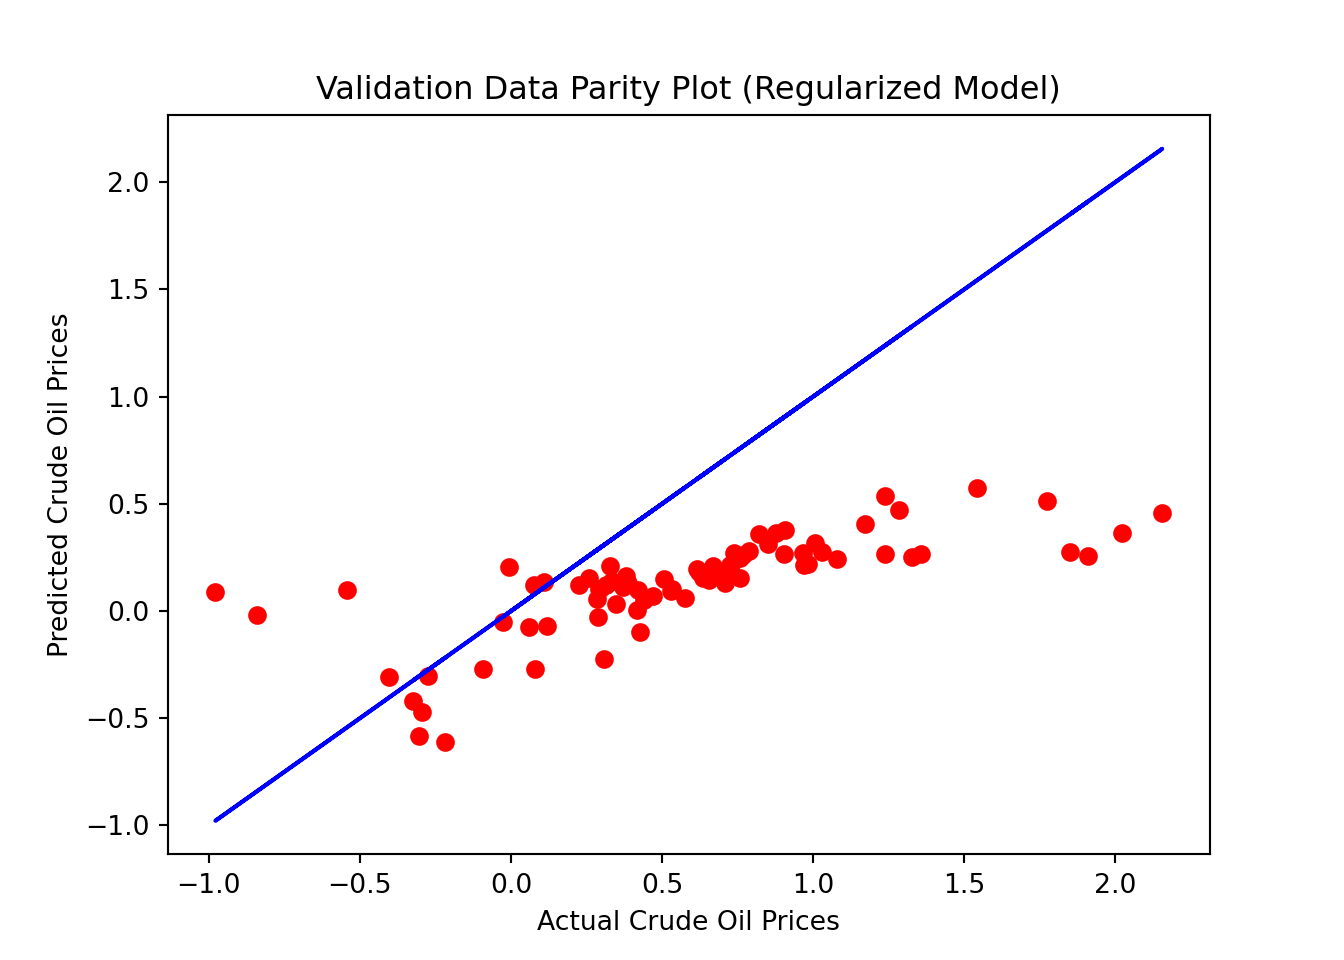 Validation Data Parity Plot (Regularized Model)
Predicted Crude Oil Prices
2.0
1.5
1.0
0.5
0.0
−0.5
−1.0
−1.0 −0.5 0.0 0.5 1.0 1.5 2.0
Actual Crude Oil Prices